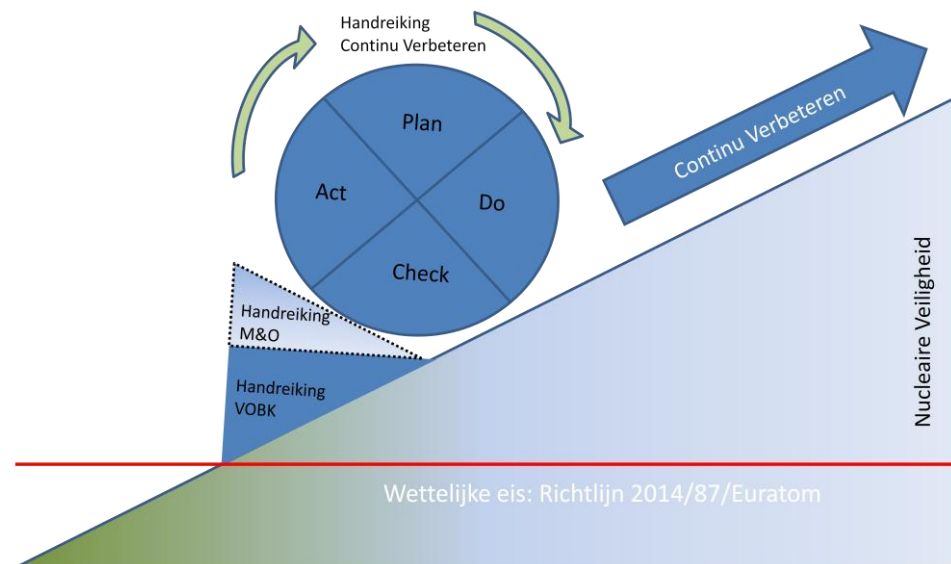 Handreiking
Continu Verbeteren
Plan
Act
Do
Check
Continu Verbeteren
Handreiking
M&O
Handreiking
VOBK
Nucleaire Veiligheid
Wettelijke eis: Richtlijn 2014/87/Euratom